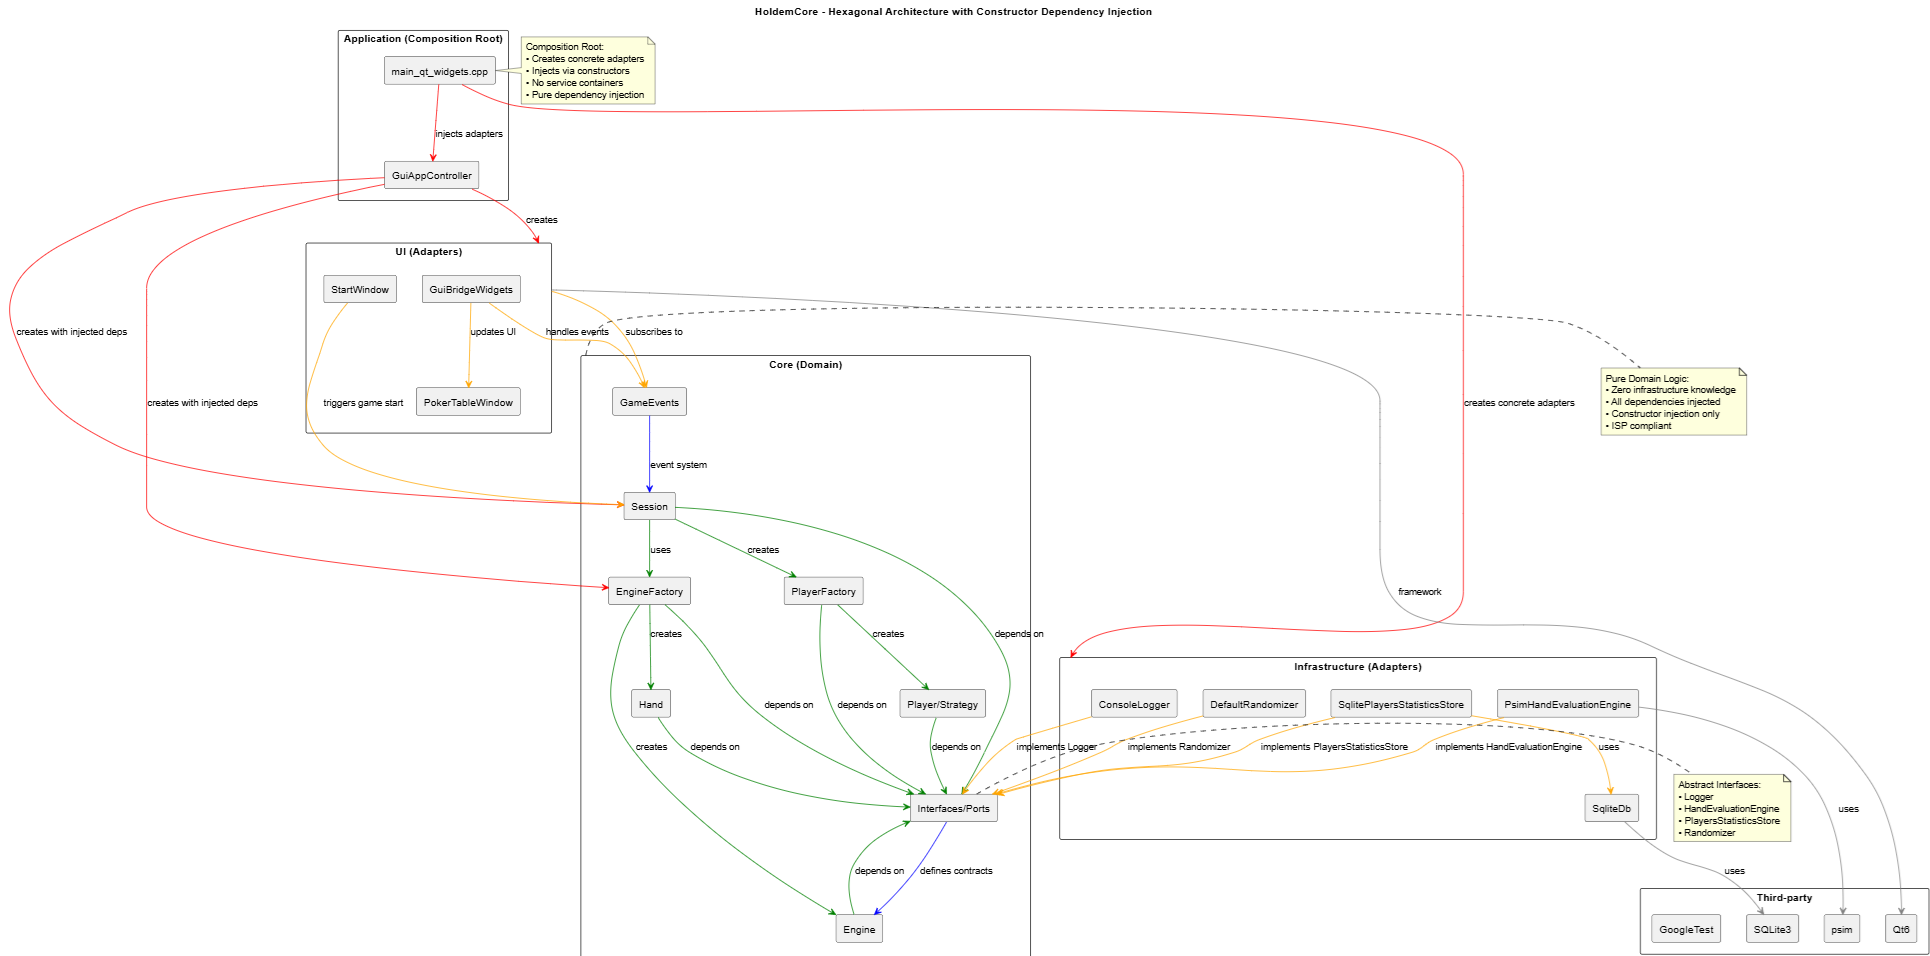 HoldemCore - Hexagonal Architecture with Constructor Dependency Injection
Application (Composition Root)
main_qt_widgets.cpp
Composition Root:
• Creates concrete adapters
• Injects via constructors
• No service containers
• Pure dependency injection
injects adapters
GuiAppController
creates
UI (Adapters)
StartWindow
GuiBridgeWidgets
creates with injected deps
updates UI
handles events
subscribes to
Core (Domain)
Pure Domain Logic:
• Zero infrastructure knowledge
• All dependencies injected
• Constructor injection only
• ISP compliant
creates with injected deps
triggers game start
PokerTableWindow
GameEvents
creates concrete adapters
event system
Session
uses
creates
EngineFactory
PlayerFactory
framework
creates
creates
depends on
Infrastructure (Adapters)
Hand
depends on
depends on
Player/Strategy
ConsoleLogger
DefaultRandomizer
SqlitePlayersStatisticsStore
PsimHandEvaluationEngine
creates
depends on
depends on
implements Logger
implements Randomizer
implements PlayersStatisticsStore
implements HandEvaluationEngine
uses
Interfaces/Ports
SqliteDb
Abstract Interfaces:
• Logger
• HandEvaluationEngine
• PlayersStatisticsStore
• Randomizer
uses
depends on
defines contracts
uses
Third-party
Engine
GoogleTest
SQLite3
psim
Qt6